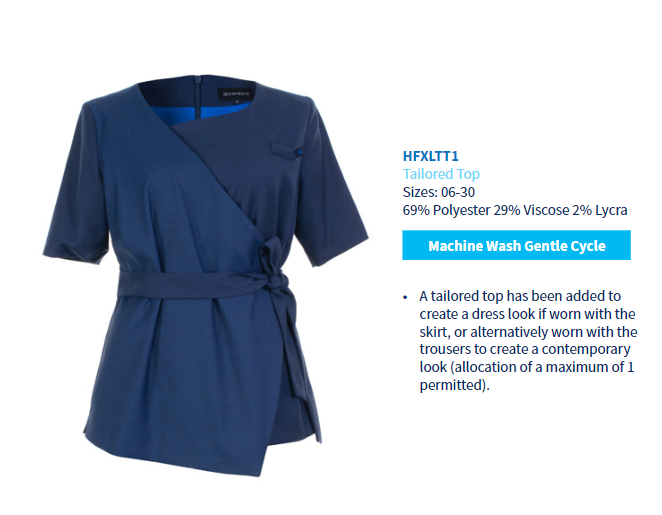 HFXLTT1
Tailored Top
Sizes: 06-30
69% Polyester 29% Viscose 2% Lycra
Machine Wash Gentle Cycle
• A tailored top has been added to
create a dress look if worn with the
skirt, or alternatively worn with the
trousers to create a contemporary
look (allocation of a maximum of 1
permitted).